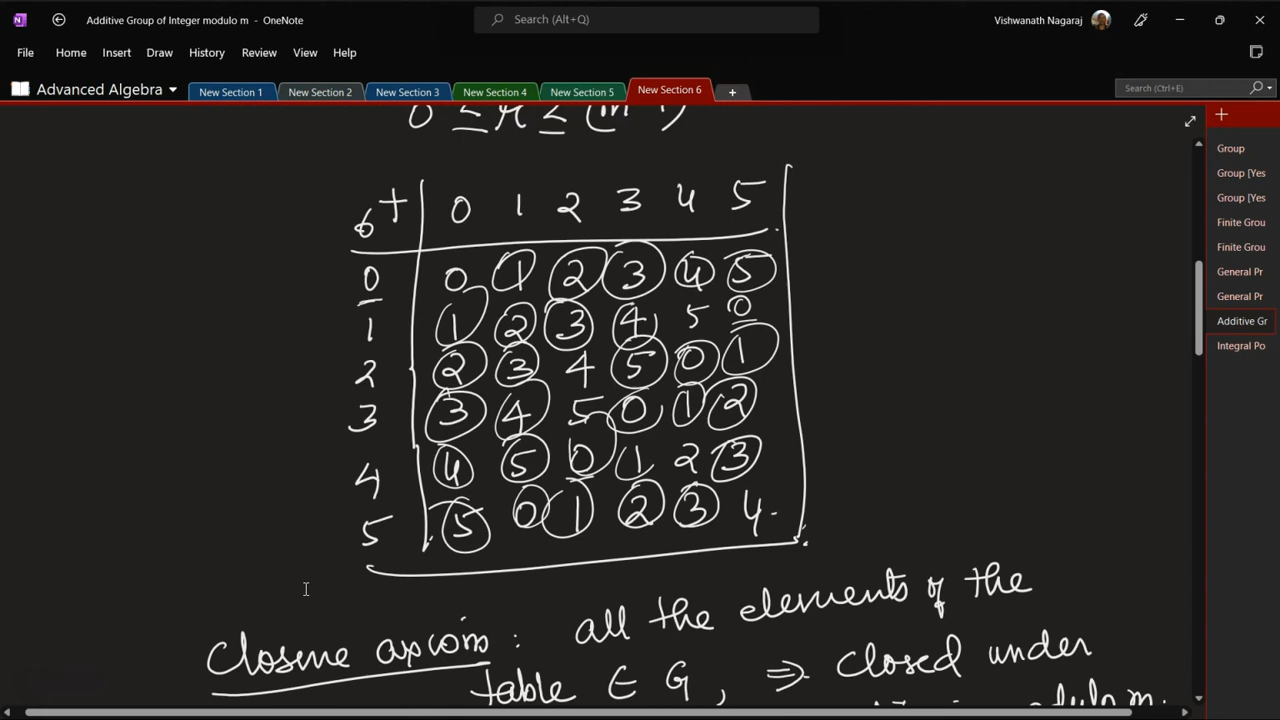 Additive Group of Integer modulo m - OneNote
Search (Alt+Q)
Vishwanath Nagaraj
File Home Insert Draw History Review View Help
Advanced Algebra
New Section 1 New Section 2 New Section 3 New Section 4 New Section 5 New Section 6 +
Search (Ctrl+E)
0 ≤ r ≤ (m-1)
6+ 0 1 2 3 4 5
0 0 1 2 3 4 5
1 1 2 3 4 5 0
2 2 3 4 5 0 1
3 3 4 5 0 1 2
4 4 5 0 1 2 3
5 5 0 1 2 3 4
Closure axiom : all the elements of the
table ∈ G, ⇒ closed under
modulo m.
Group
Group [Yes
Group [Yes
Finite Grou
Finite Grou
General Pr
General Pr
Additive Gr
Integral Po